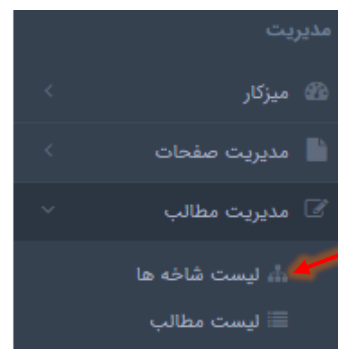 مدیریت
میزکار
مدیریت صفحات
مدیریت مطالب
لیست شاخه ها
لیست مطالب